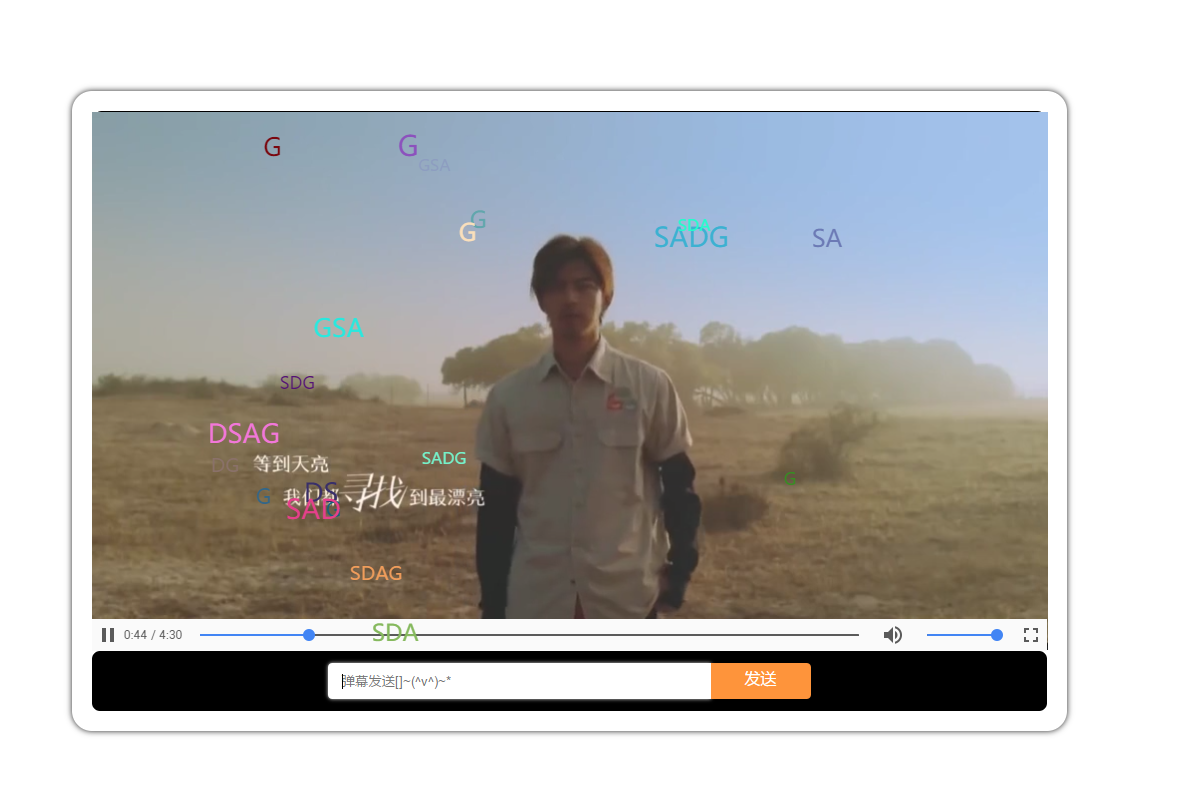 G
G
GSA
G
G
SDA
SADG
SA
GSA
SDG
DSAG
SADG
等到天亮
DG
G
DS
G
我们都 寻找 到最漂亮
SAD
SDAG
SDA
0:44 / 4:30
弹幕发送[]~(^v^)~*
发送